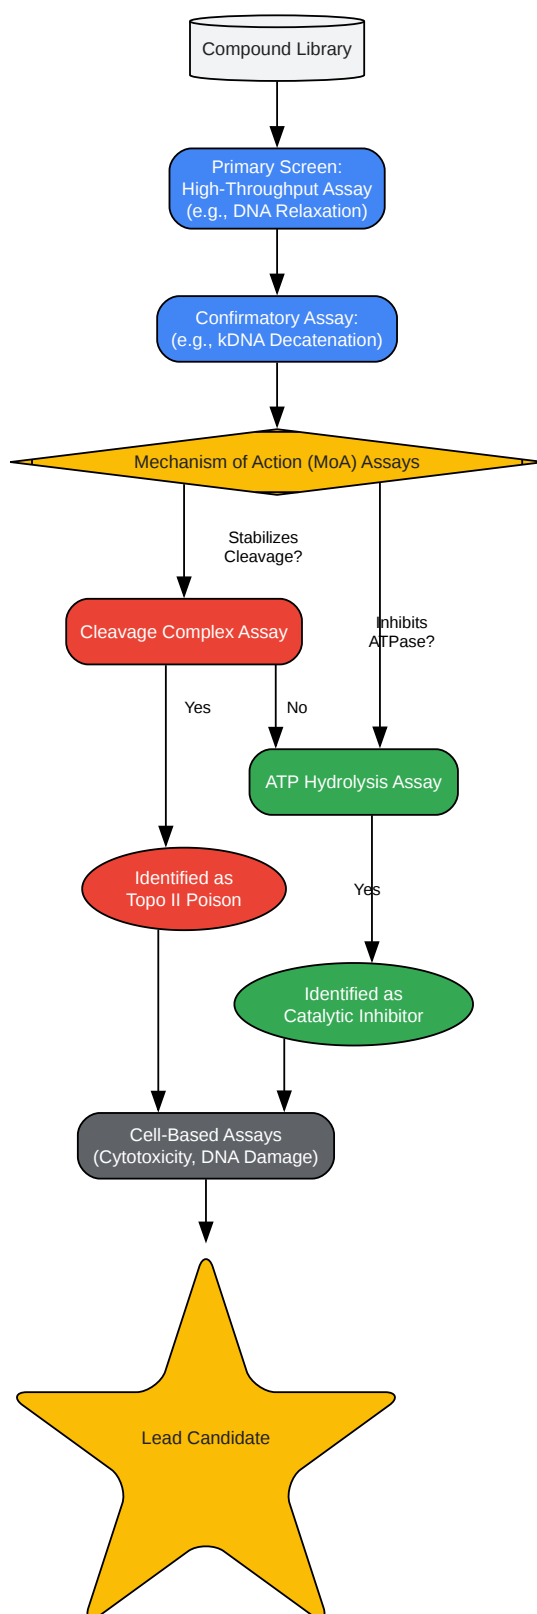 Compound Library
Primary Screen:
High-Throughput Assay
(e.g., DNA Relaxation)
Confirmatory Assay:
(e.g., kDNA Decatenation)
Mechanism of Action (MoA) Assays
Stabilizes
Cleavage?
Inhibits
ATPase?
Cleavage Complex Assay
Yes
No
ATP Hydrolysis Assay
Identified as
Topo II Poison
Yes
Identified as
Catalytic Inhibitor
Cell-Based Assays
(Cytotoxicity, DNA Damage)
Lead Candidate